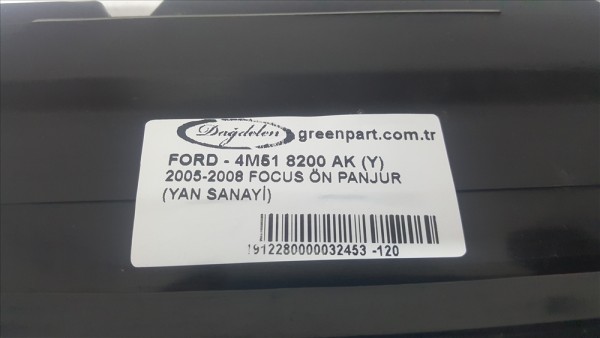 Dağdelen greenpart.com.tr
FORD - 4M51 8200 AK (Y)
2005-2008 FOCUS ÖN PANJUR
(YAN SANAYİ)
1912280000032453 -120